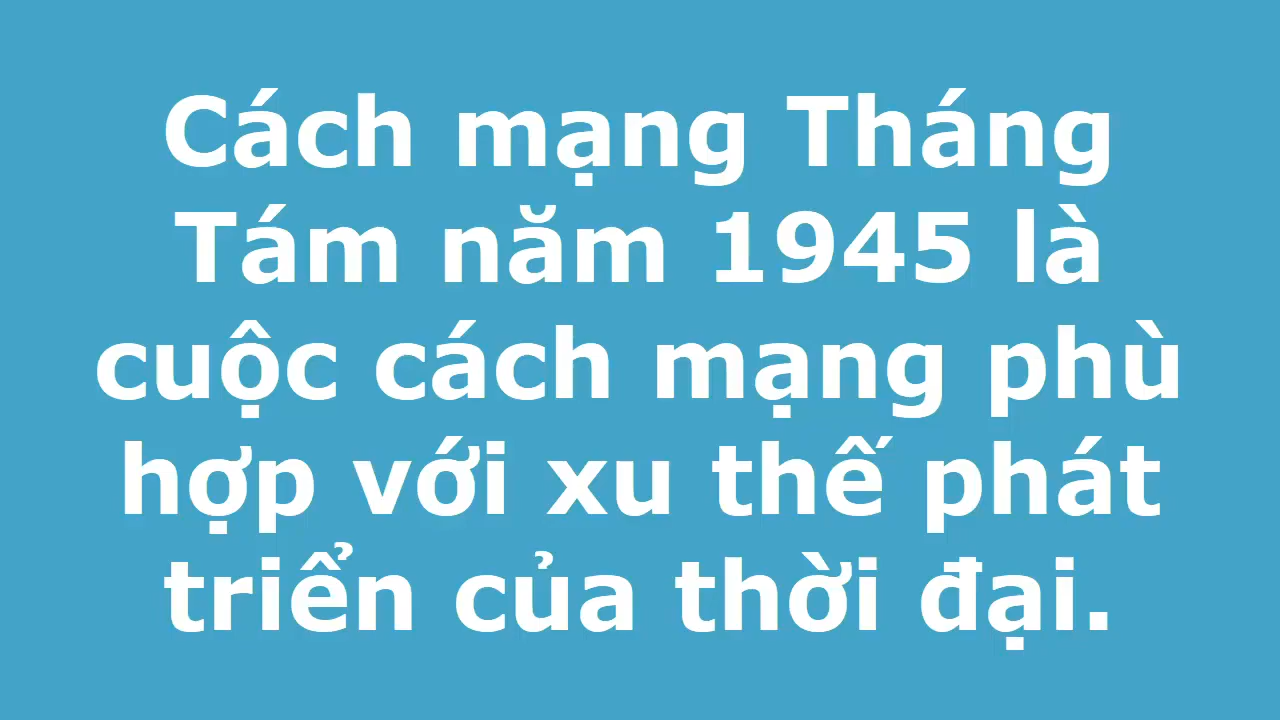 Cách mạng Tháng
Tám năm 1945 là
cuộc cách mạng phù
hợp với xu thế phát
triển của thời đại.